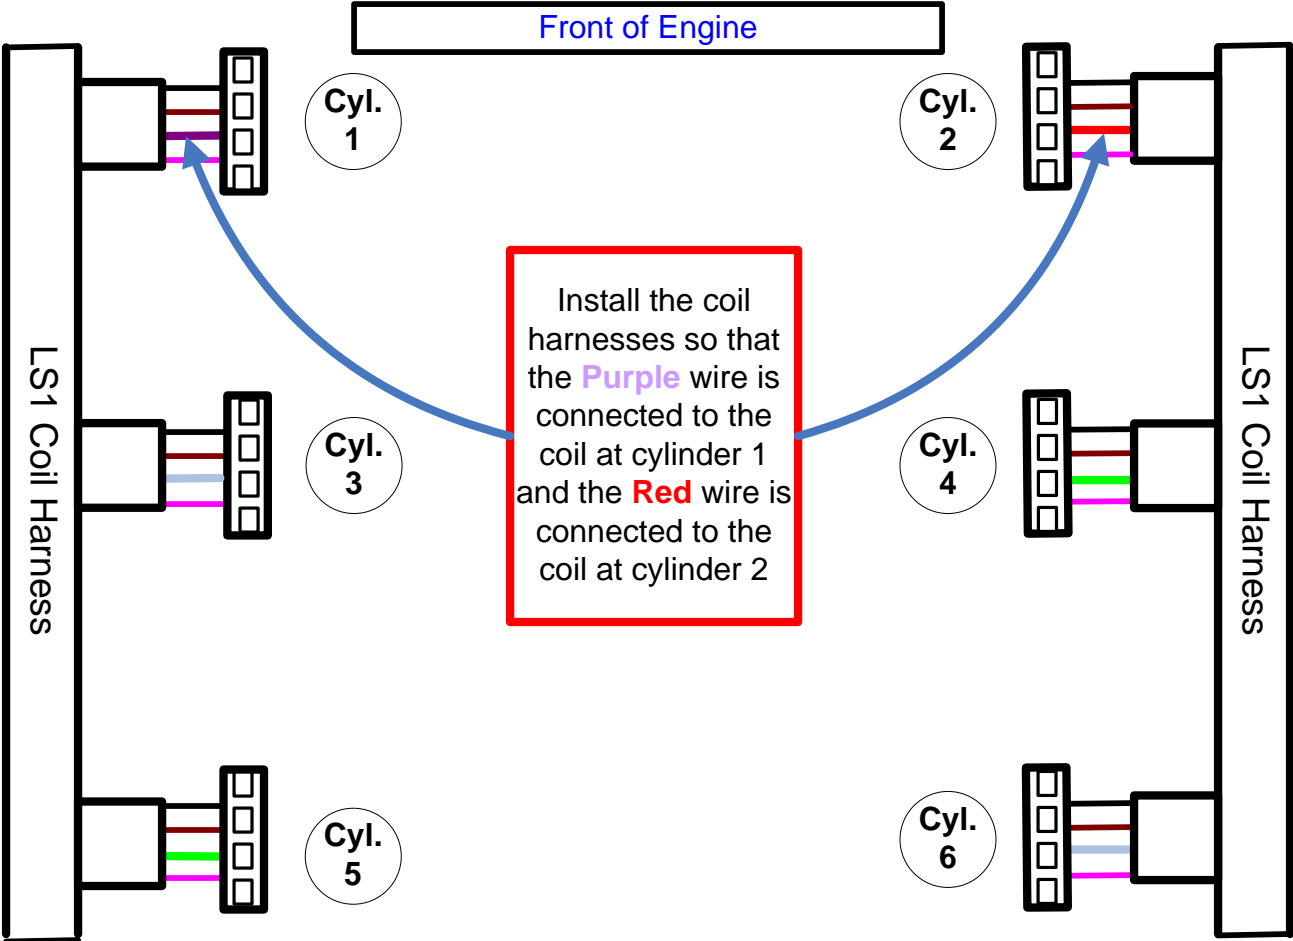 Front of Engine
Cyl.
1
Cyl.
2
Install the coil
harnesses so that
the Purple wire is
connected to the
coil at cylinder 1
and the Red wire is
connected to the
coil at cylinder 2
LS1 Coil Harness
LS1 Coil Harness
Cyl.
3
Cyl.
4
Cyl.
5
Cyl.
6